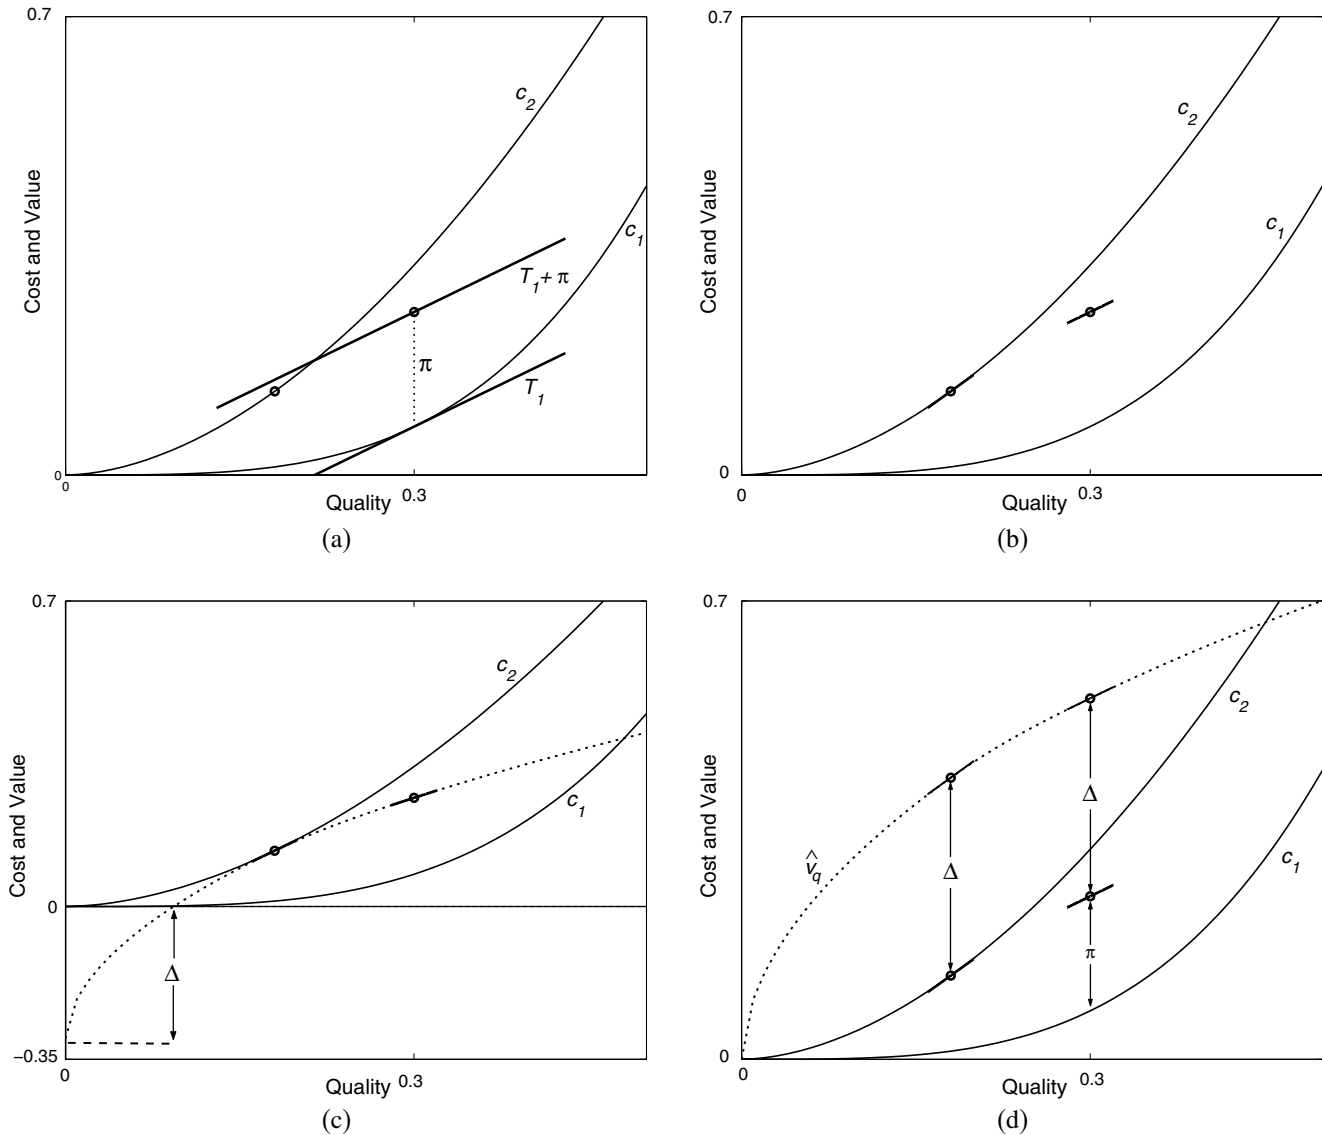 0.7
Cost and Value
c2
c1
T1 + π
π
T1
0
0
0.3
Quality
(a)
0.7
Cost and Value
c2
c1
0
0
0.3
Quality
(b)
0.7
Cost and Value
c2
c1
0
Δ
−0.35
0
0.3
Quality
(c)
0.7
Cost and Value
c2
Δ
v̂q
Δ
c1
π
0
0
0.3
Quality
(d)